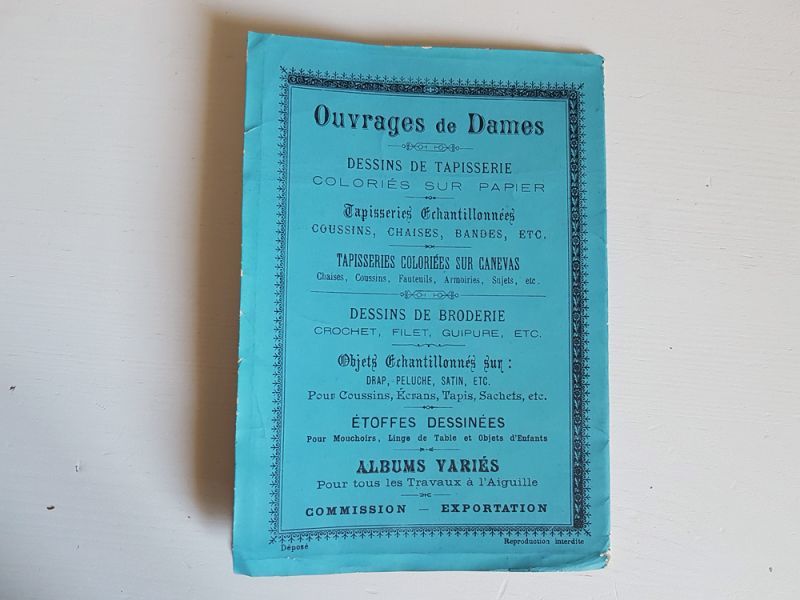 Ouvrages de Dames
DESSINS DE TAPISSERIE
COLORIÉS SUR PAPIER
Tapisseries Échantillonnées
COUSSINS, CHAISES, BANDES, ETC.
TAPISSERIES COLORIÉES SUR CANEVAS
Chaises, Coussins, Fauteuils, Armoiries, Sujets, etc.
DESSINS DE BRODERIE
CROCHET, FILET, GUIPURE, ETC.
Objets Échantillonnés sur :
DRAP, PELUCHE, SATIN, ETC.
Pour Coussins, Écrans, Tapis, Sachets, etc.
ÉTOFFES DESSINÉES
Pour Mouchoirs, Linge de Table et Objets d'Enfants
ALBUMS VARIÉS
Pour tous les Travaux à l'Aiguille
COMMISSION — EXPORTATION
Déposé
Reproduction interdite